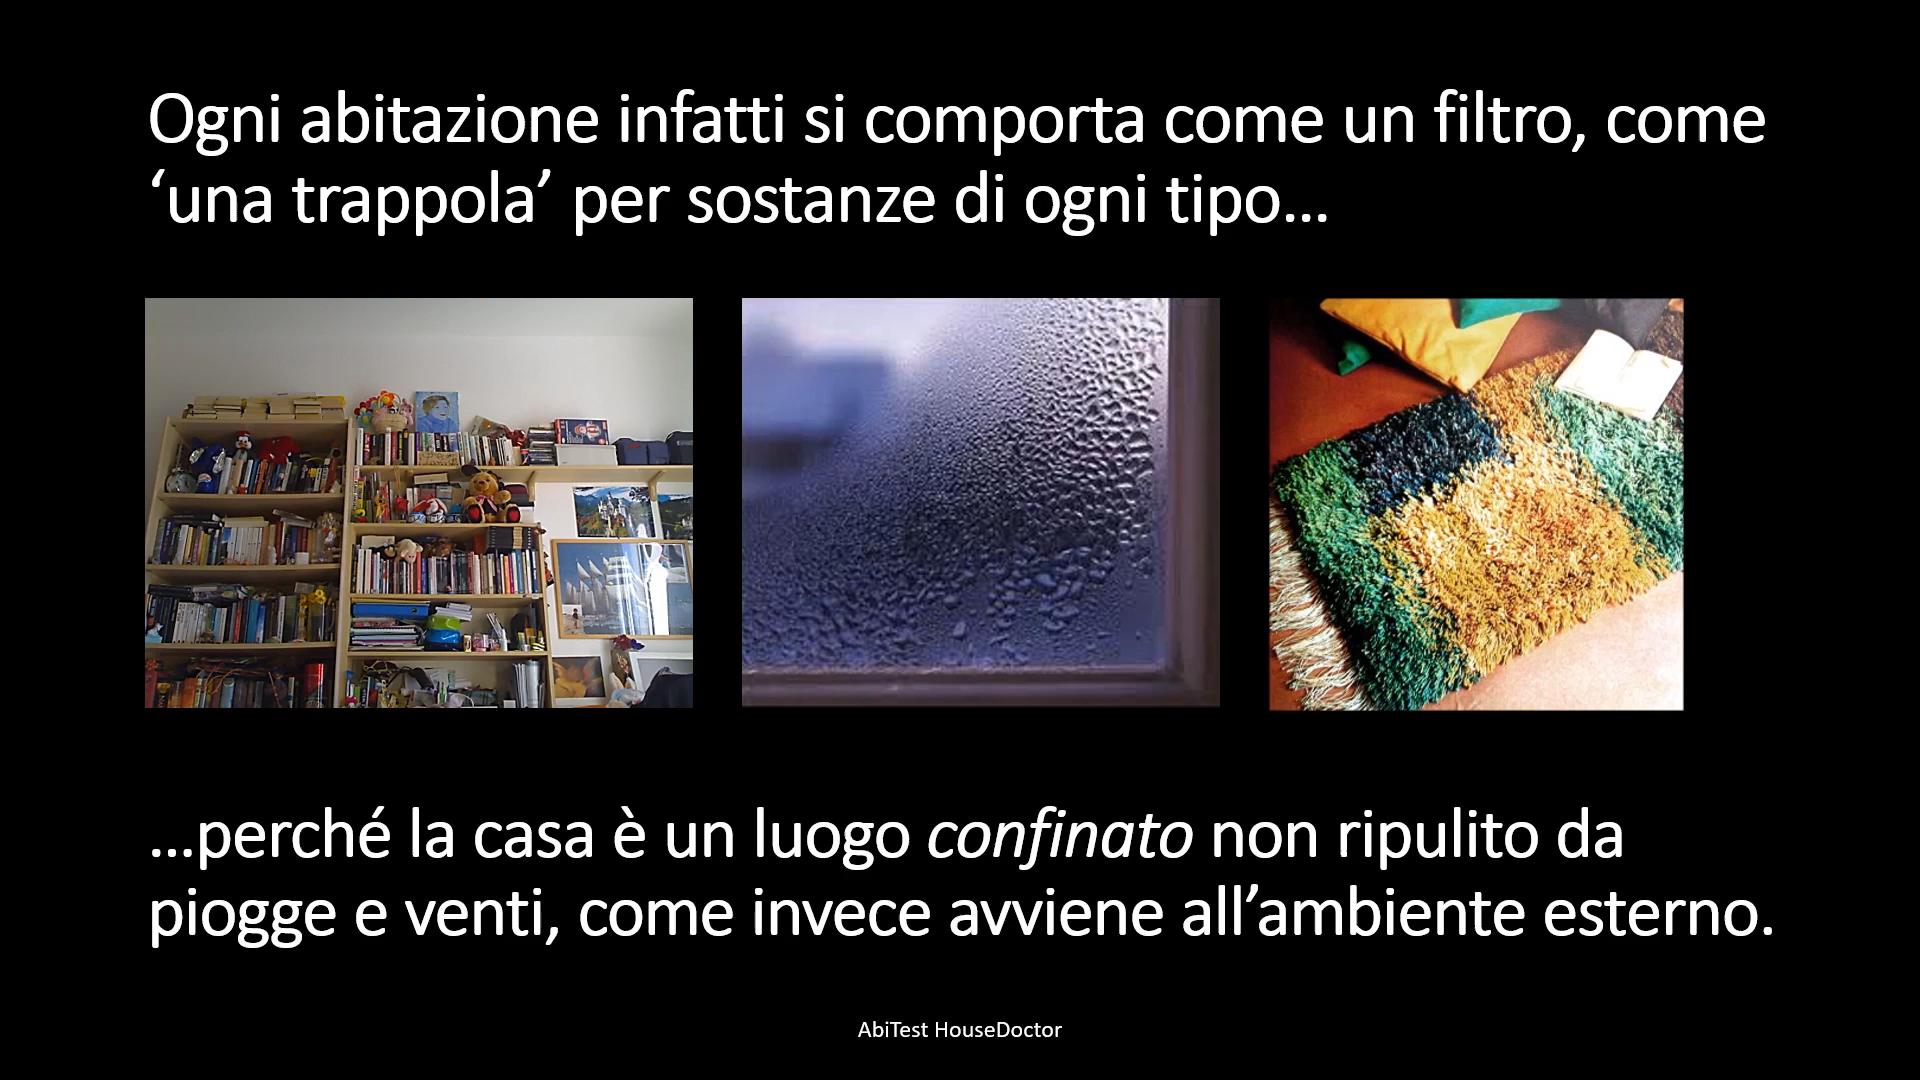 Ogni abitazione infatti si comporta come un filtro, come
‘una trappola’ per sostanze di ogni tipo…
…perché la casa è un luogo confinato non ripulito da
piogge e venti, come invece avviene all’ambiente esterno.
AbiTest HouseDoctor